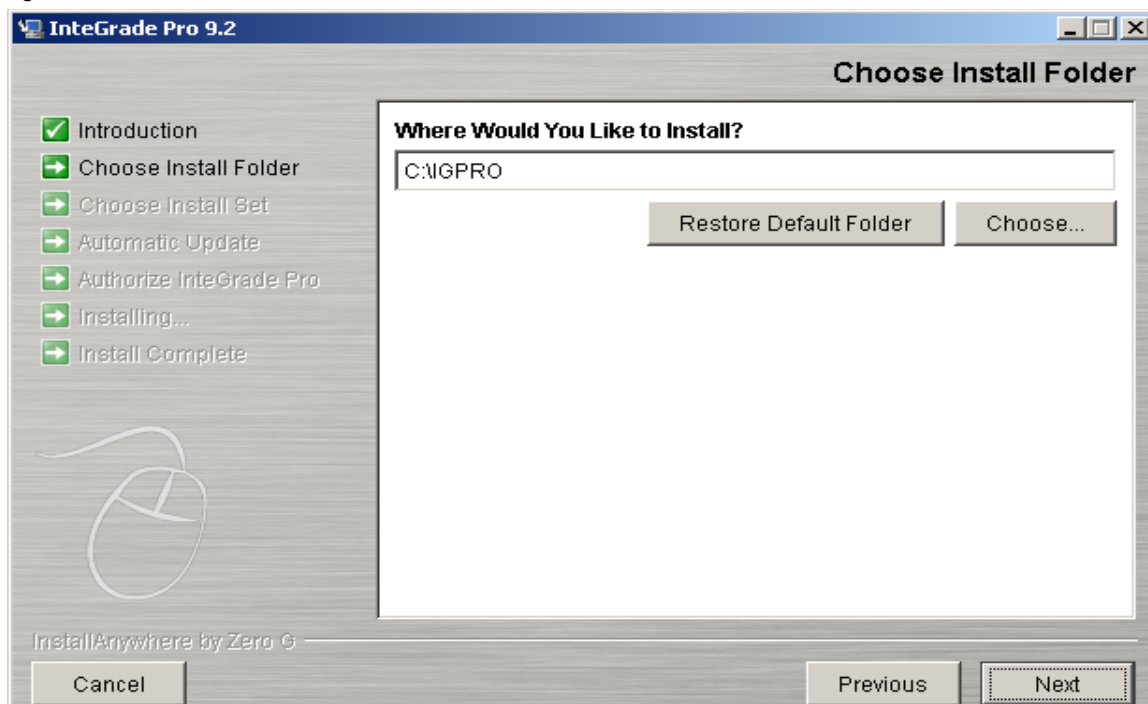 InteGrade Pro 9.2
Choose Install Folder
Introduction
Choose Install Folder
Choose Install Set
Automatic Update
Authorize InteGrade Pro
Installing...
Install Complete
Where Would You Like to Install?
C:\IGPRO
Restore Default Folder
Choose...
InstallAnywhere by Zero G
Cancel
Previous
Next